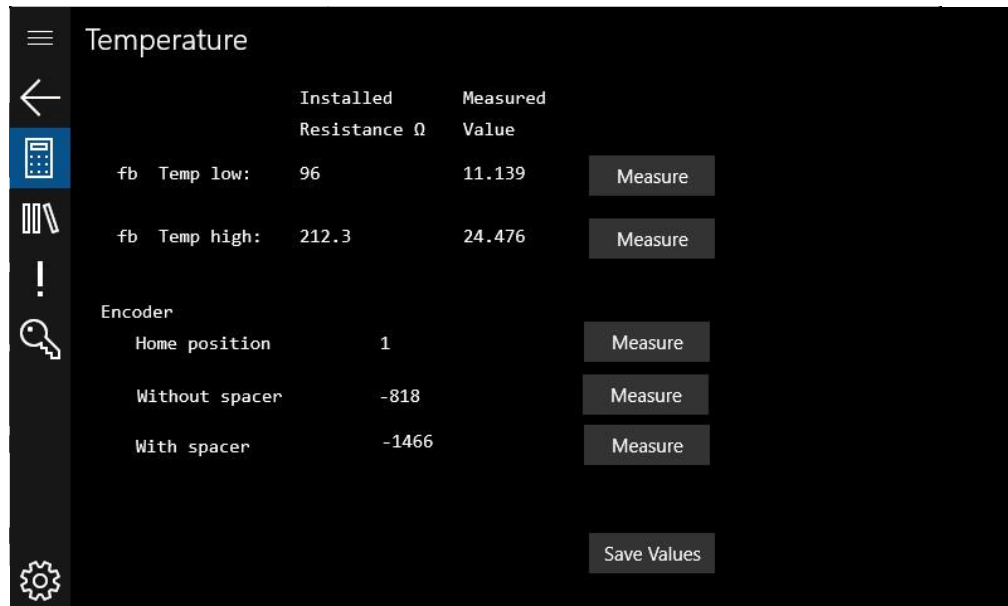 Temperature
Installed Measured
Resistance Ω Value
fb Temp low: 96 11.139 Measure
fb Temp high: 212.3 24.476 Measure
Encoder
Home position 1 Measure
Without spacer -818 Measure
With spacer -1466 Measure
Save Values